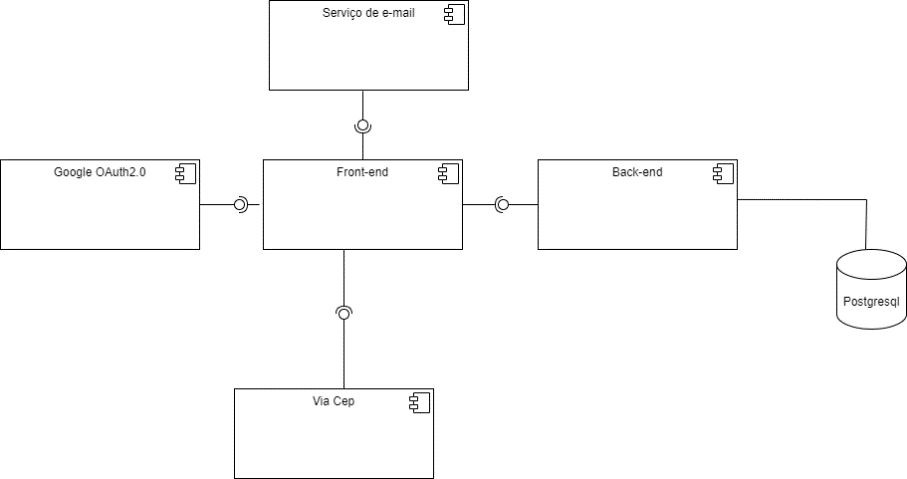 Serviço de e-mail
Google OAuth2.0
Front-end
Back-end
Postgresql
Via Cep